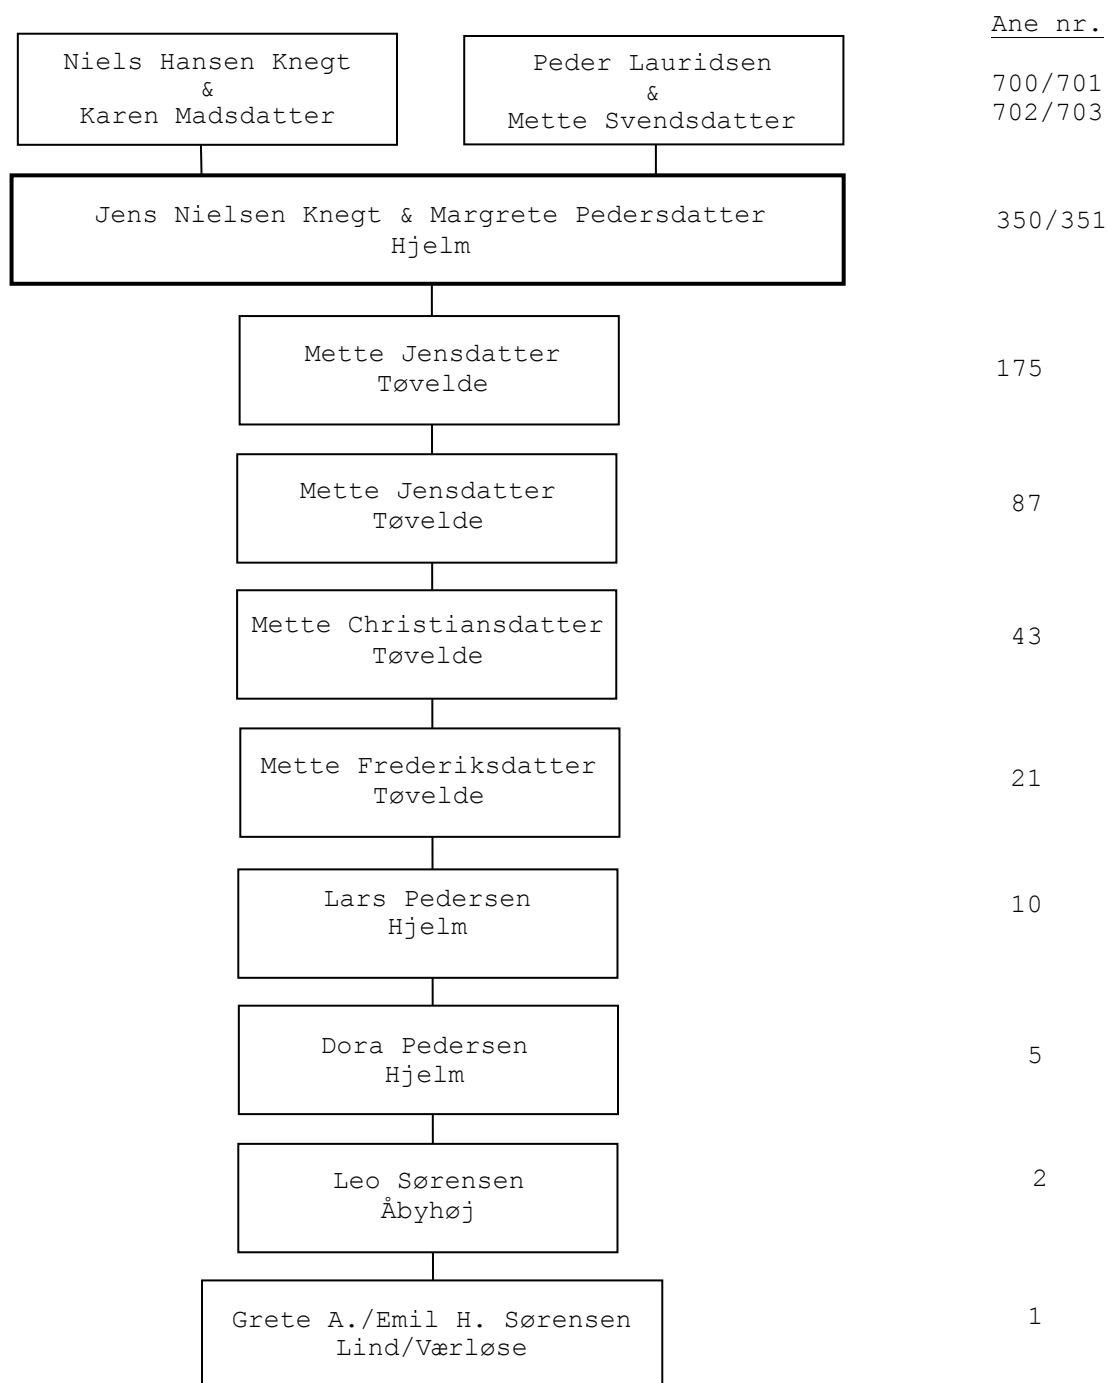 Ane nr.
Niels Hansen Knegt
&
Karen Madsdatter
Peder Lauridsen
&
Mette Svendsdatter
700/701
702/703
Jens Nielsen Knegt & Margrete Pedersdatter
Hjelm
350/351
Mette Jensdatter
Tøvelde
175
Mette Jensdatter
Tøvelde
87
Mette Christiansdatter
Tøvelde
43
Mette Frederiksdatter
Tøvelde
21
Lars Pedersen
Hjelm
10
Dora Pedersen
Hjelm
5
Leo Sørensen
Åbyhøj
2
Grete A./Emil H. Sørensen
Lind/Værløse
1